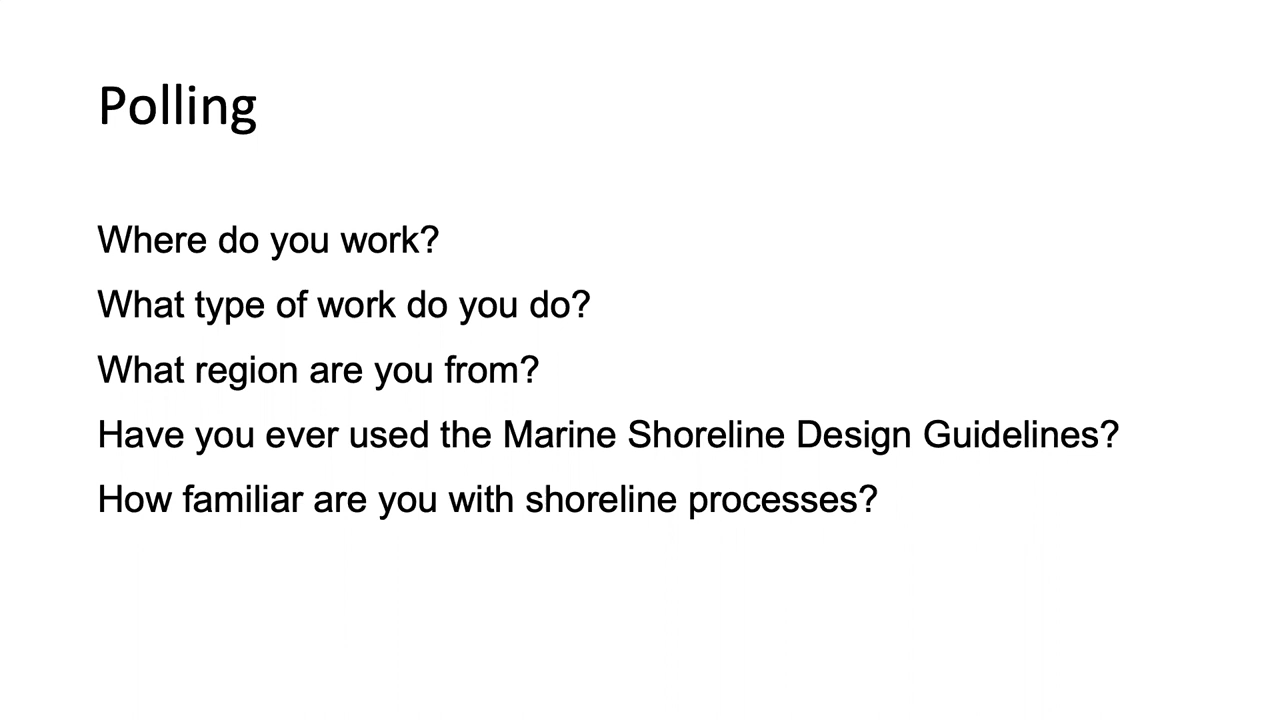 Polling
Where do you work?
What type of work do you do?
What region are you from?
Have you ever used the Marine Shoreline Design Guidelines?
How familiar are you with shoreline processes?